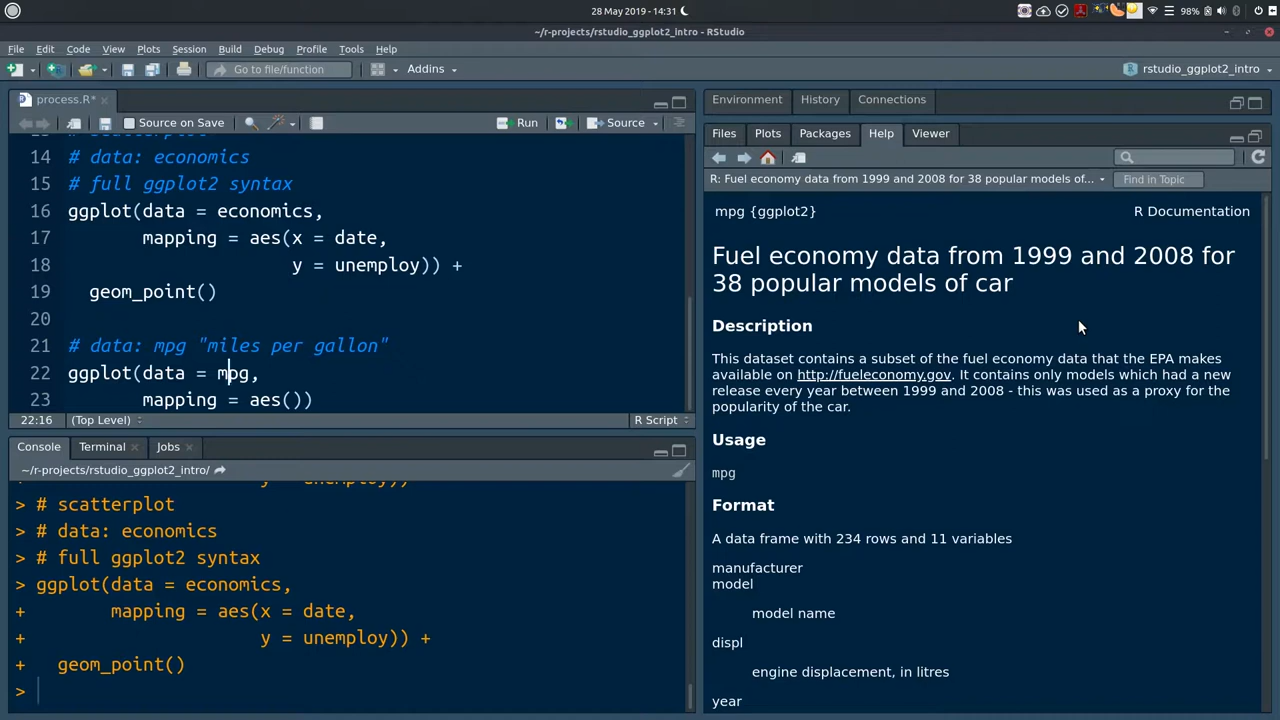 28 May 2019 - 14:31
98%
~/r-projects/rstudio_ggplot2_intro - RStudio
File Edit Code View Plots Session Build Debug Profile Tools Help
Go to file/function Addins rstudio_ggplot2_intro
process.R*
Source on Save Run Source
14 # data: economics
15 # full ggplot2 syntax
16 ggplot(data = economics,
17 mapping = aes(x = date,
18 y = unemploy)) +
19 geom_point()
20
21 # data: mpg "miles per gallon"
22 ggplot(data = mpg,
23 mapping = aes())
22:16 (Top Level) R Script
Console Terminal Jobs
~/r-projects/rstudio_ggplot2_intro/
+ y = unemploy))
> # scatterplot
> # data: economics
> # full ggplot2 syntax
> ggplot(data = economics,
+ mapping = aes(x = date,
+ y = unemploy)) +
+ geom_point()
>
Environment History Connections
Files Plots Packages Help Viewer
R: Fuel economy data from 1999 and 2008 for 38 popular models of... Find in Topic
mpg {ggplot2} R Documentation
Fuel economy data from 1999 and 2008 for
38 popular models of car
Description
This dataset contains a subset of the fuel economy data that the EPA makes
available on http://fueleconomy.gov. It contains only models which had a new
release every year between 1999 and 2008 - this was used as a proxy for the
popularity of the car.
Usage
mpg
Format
A data frame with 234 rows and 11 variables
manufacturer
model
model name
displ
engine displacement, in litres
year